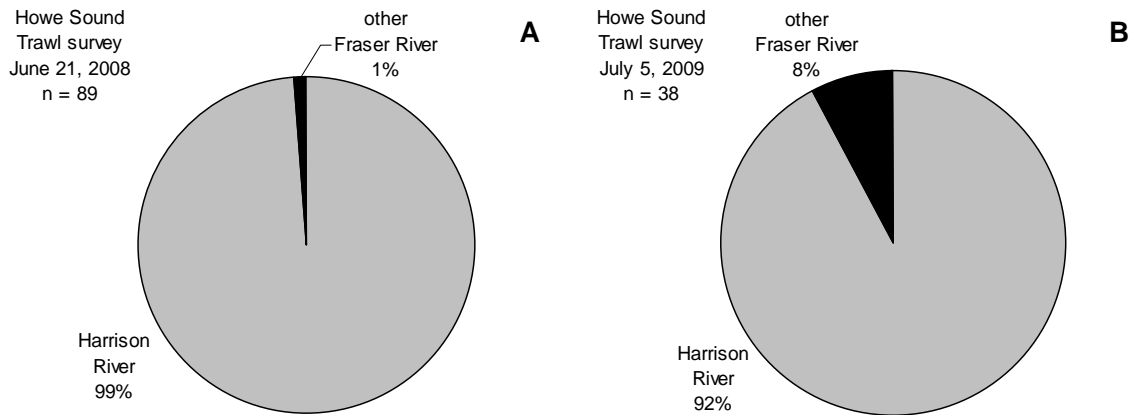 Howe Sound
Trawl survey
June 21, 2008
n = 89
other
Fraser River
1%
A
Harrison
River
99%
Howe Sound
Trawl survey
July 5, 2009
n = 38
other
Fraser River
8%
B
Harrison
River
92%